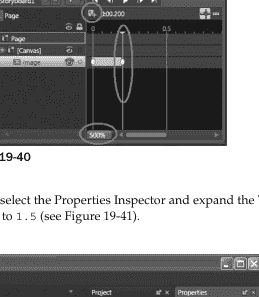 Storyboard1
Page
:00.200
0
0.5
Page
[Canvas]
image
500%
19-40
select the Properties Inspector and expand the
to 1.5 (see Figure 19-41).
Project
Properties